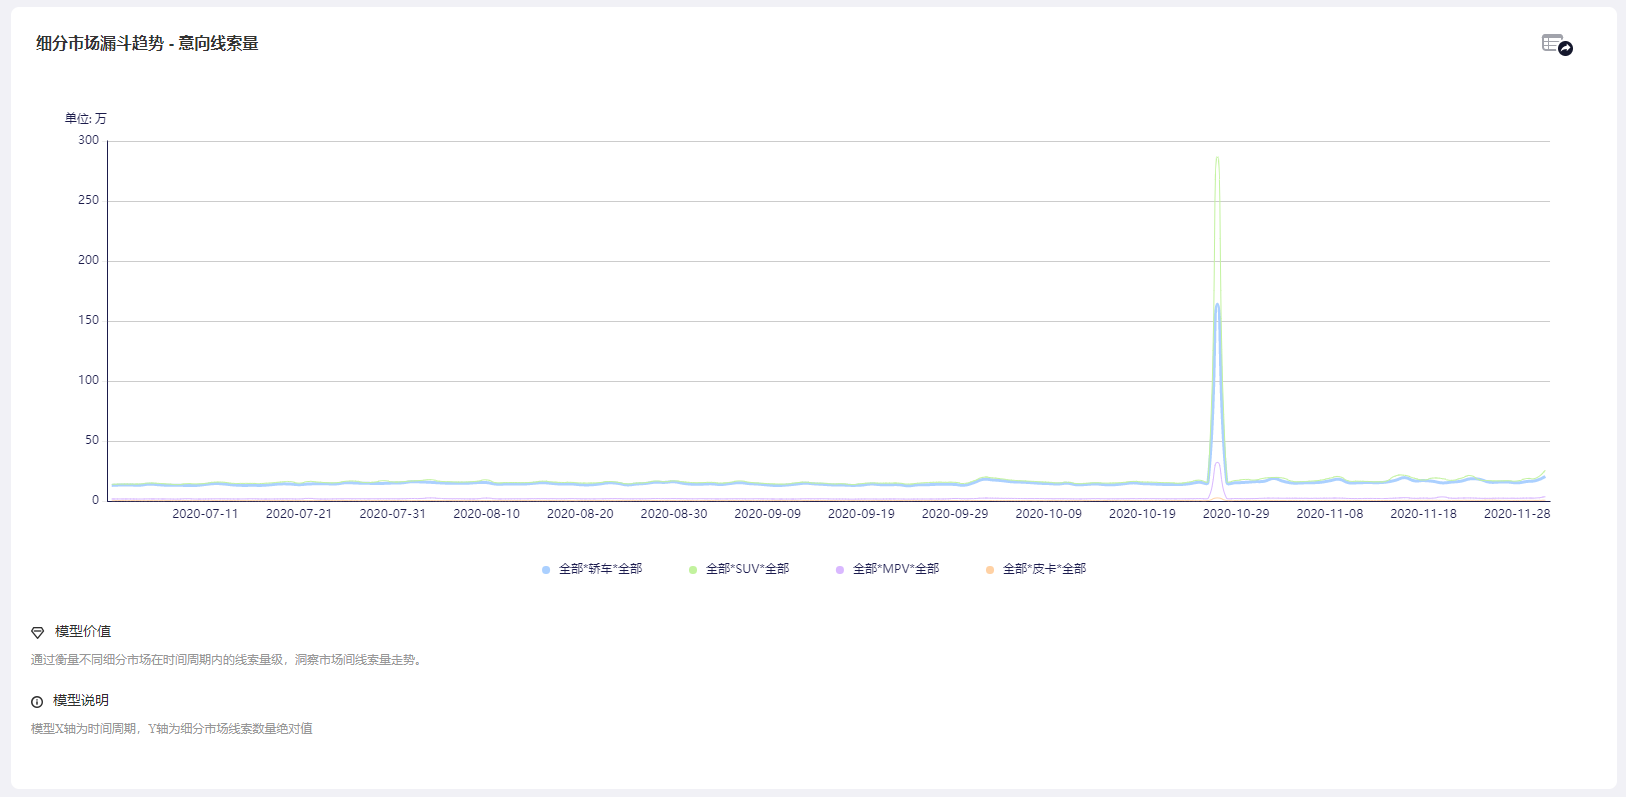 细分市场漏斗趋势 - 意向线索量
单位: 万
300
250
200
150
100
50
0
2020-07-11 2020-07-21 2020-07-31 2020-08-10 2020-08-20 2020-08-30 2020-09-09 2020-09-19 2020-09-29 2020-10-09 2020-10-19 2020-10-29 2020-11-08 2020-11-18 2020-11-28
全部*轿车*全部 全部*SUV*全部 全部*MPV*全部 全部*皮卡*全部
模型价值
通过衡量不同细分市场在时间周期内的线索量级，洞察市场间线索量走势。
模型说明
模型X轴为时间周期，Y轴为细分市场线索数量绝对值